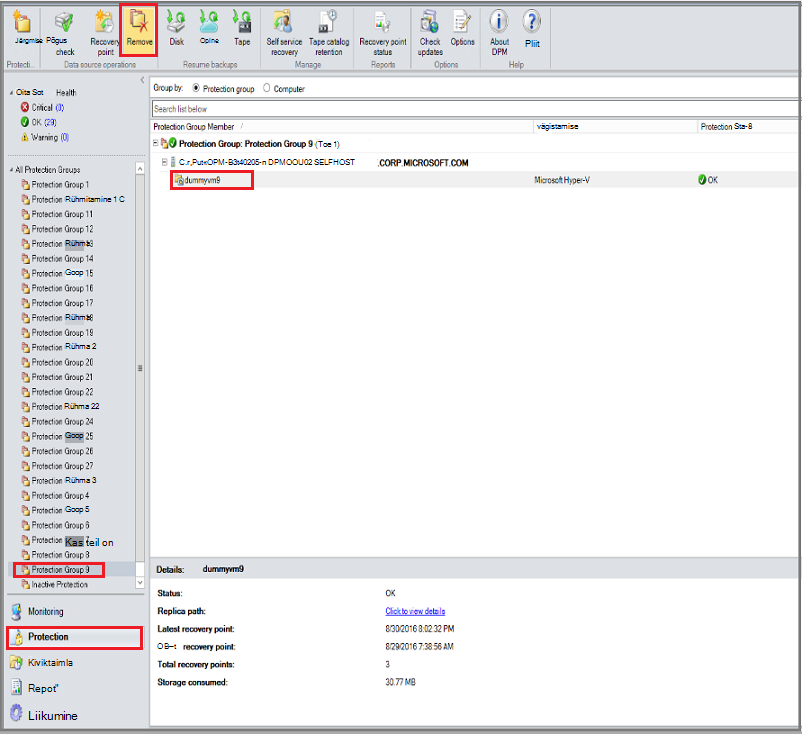 Järgmise Põgus check Recovery point Remove Disk Opine Tape Self service recovery Tape catalog retention Recovery point status Check updates Options About DPM Pliit
Protecti... Data source operations Resume backups Manage Reports Options Help
Oita Sot Health
Critical (0)
OK (29)
Warning (0)
All Protection Groups
Protection Group 1
Protection Rühmitamine 1 C
Protection Group 11
Protection Group 12
Protection Rühma
Protection Group 14
Protection Goop 15
Protection Group 16
Protection Group 17
Protection Rühma
Protection Group 19
Protection Rühma 2
Protection Group 20
Protection Group 21
Protection Group 22
Protection Rühma 22
Protection Group 24
Protection Goop 25
Protection Group 26
Protection Group 27
Protection Rühma 3
Protection Group 4
Protection Goop 5
Protection Group 6
Protection Kas teil on
Protection Group 8
Protection Group 9
Inactive Protection
Monitoring
Protection
Kiviktaimla
Repot"
Liikumine
Group by: Protection group Computer
Search list below
Protection Group Member / vägistamise Protection Sta-8
Protection Group: Protection Group 9 (Toe 1)
SELFHOST .CORP.MICROSOFT.COM
dummyvm9 Microsoft Hyper-V OK
Details: dummyvm9
Status: OK
Replica path: Click to view details
Latest recovery point: 8/30/2016 8:02:32 PM
OB-t recovery point: 8/29/2016 7:38:56 AM
Total recovery points: 3
Storage consumed: 30.77 MB